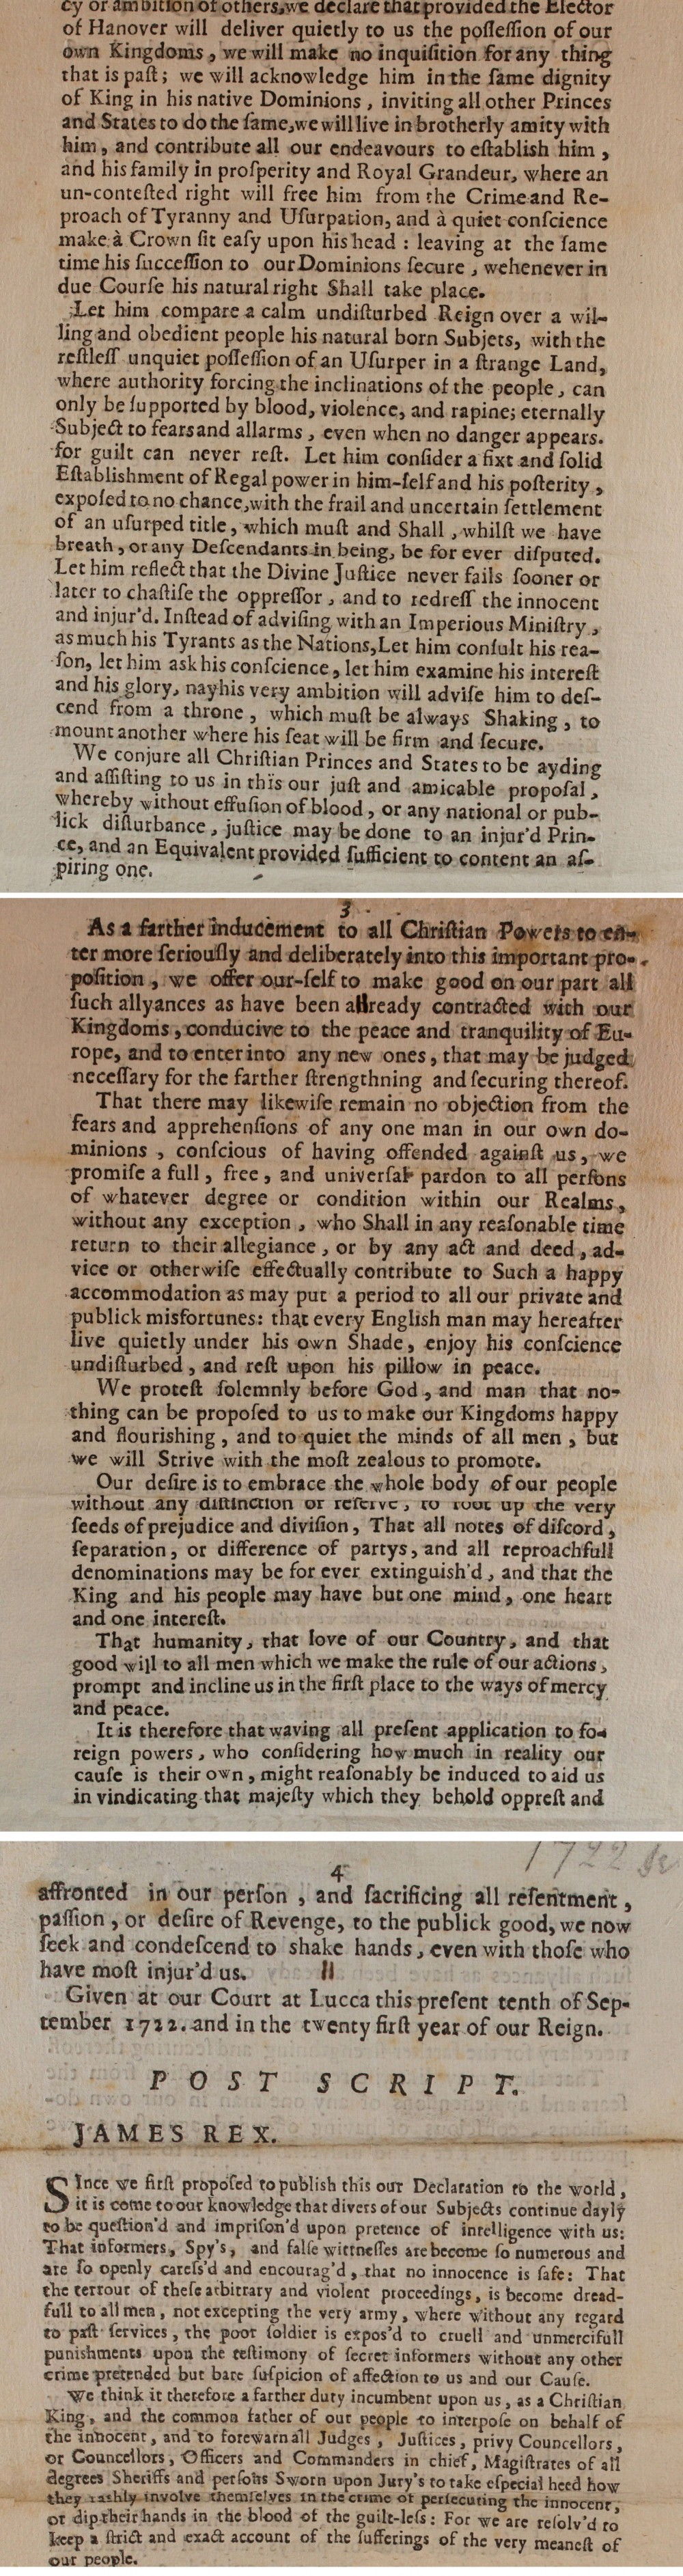 cy or ambition of others, we declare that provided the Elector
of Hanover will deliver quietly to us the poſſeſſion of our
own Kingdoms , we will make no inquiſition for any thing
that is paſt; we will acknowledge him in the ſame dignity
of King in his native Dominions , inviting all other Princes
and States to do the ſame, we will live in brotherly amity with
him , and contribute all our endeavours to eſtabliſh him ,
and his family in proſperity and Royal Grandeur, where an
un-conteſted right will free him from the Crime and Re-
proach of Tyranny and Uſurpation, and à quiet conſcience
make à Crown ſit eaſy upon his head : leaving at the ſame
time his ſucceſſion to our Dominions ſecure , wehenever in
due Courſe his natural right Shall take place.
Let him compare a calm undiſturbed Reign over a wil-
ling and obedient people his natural born Subjets, with the
reſtleſſ unquiet poſſeſſion of an Uſurper in a ſtrange Land,
where authority forcing the inclinations of the people , can
only be ſupported by blood, violence, and rapine; eternally
Subject to fears and allarms , even when no danger appears.
for guilt can never reſt. Let him conſider a fixt and ſolid
Eſtabliſhment of Regal power in him-ſelf and his poſterity ,
expoſed to no chance, with the frail and uncertain ſettlement
of an uſurped title, which muſt and Shall , whilſt we have
breath, or any Deſcendants in being, be for ever diſputed.
Let him reflect that the Divine Juſtice never fails ſooner or
later to chaſtiſe the oppreſſor , and to redreſſ the innocent
and injur'd. Inſtead of adviſing with an Imperious Miniſtry ,
as much his Tyrants as the Nations, Let him conſult his rea-
ſon, let him ask his conſcience, let him examine his intereſt
and his glory, nay his very ambition will adviſe him to deſ-
cend from a throne , which muſt be always Shaking , to
mount another where his ſeat will be firm and ſecure.
We conjure all Chriſtian Princes and States to be ayding
and aſſiſting to us in this our juſt and amicable propoſal ,
whereby without effuſion of blood , or any national or pub-
lick diſturbance , juſtice may be done to an injur'd Prin-
ce, and an Equivalent provided ſufficient to content an aſ-
piring one.
3
As a farther inducement to all Chriſtian Powers to en-
ter more ſeriouſly and deliberately into this important pro-
poſition , we offer our-ſelf to make good on our part all
ſuch allyances as have been allready contracted with our
Kingdoms , conducive to the peace and tranquility of Eu-
rope, and to enter into any new ones , that may be judged
neceſſary for the farther ſtrengthning and ſecuring thereof.
That there may likewiſe remain no objection from the
fears and apprehenſions of any one man in our own do-
minions , conſcious of having offended againſt us, we
promiſe a full , free , and univerſal pardon to all perſons
of whatever degree or condition within our Realms,
without any exception , who Shall in any reaſonable time
return to their allegiance , or by any act and deed , ad-
vice or otherwiſe effectually contribute to Such a happy
accommodation as may put a period to all our private and
publick misfortunes: that every English man may hereafter
live quietly under his own Shade, enjoy his conſcience
undiſturbed , and reſt upon his pillow in peace.
We proteſt ſolemnly before God , and man that no-
thing can be propoſed to us to make our Kingdoms happy
and flourishing , and to quiet the minds of all men , but
we will Strive with the moſt zealous to promote.
Our deſire is to embrace the whole body of our people
without any diſtinction or reſerve , to root up the very
ſeeds of prejudice and diviſion, That all notes of diſcord ,
ſeparation , or difference of partys, and all reproachfull
denominations may be for ever extinguiſh'd , and that the
King and his people may have but one mind , one heart
and one intereſt.
That humanity, that love of our Country, and that
good will to all men which we make the rule of our actions ,
prompt and incline us in the firſt place to the ways of mercy
and peace.
It is therefore that waving all preſent application to fo-
reign powers , who conſidering how much in reality our
cauſe is their own , might reaſonably be induced to aid us
in vindicating that majeſty which they behold oppreſt and
1722
4
affronted in our perſon , and ſacrificing all reſentment ,
paſſion , or deſire of Revenge, to the publick good, we now
ſeek and condeſcend to shake hands, even with thoſe who
have moſt injur'd us.
Given at our Court at Lucca this preſent tenth of Sep-
tember 1722. and in the twenty firſt year of our Reign.
POST SCRIPT.
JAMES REX.
SInce we firſt propoſed to publish this our Declaration to the world ,
it is come to our knowledge that divers of our Subjects continue dayly
to be queſtion'd and impriſon'd upon pretence of intelligence with us:
That informers, Spy's, and falſe wittneſſes are become ſo numerous and
are ſo openly careſs'd and encourag'd , that no innocence is ſafe: That
the terrour of theſe arbitrary and violent proceedings, is become dread-
full to all men , not excepting the very army , where without any regard
to paſt ſervices , the poor ſoldier is expos'd to cruell and unmercifull
punishments upon the teſtimony of ſecret informers without any other
crime pretended but bare ſuſpicion of affection to us and our Cauſe.
We think it therefore a farther duty incumbent upon us, as a Chriſtian
King, and the common father of our people to interpoſe on behalf of
the innocent, and to forewarn all Judges , Juſtices, privy Councellors,
or Councellors, Officers and Commanders in chief, Magiſtrates of all
degrees Sheriffs and perſons Sworn upon Jury's to take eſpecial heed how
they raſhly involve themſelves in the crime of perſecuting the innocent,
or dip their hands in the blood of the guilt-leſs: For we are reſolv'd to
keep a ſtrict and exact account of the ſufferings of the very meaneſt of
our people.